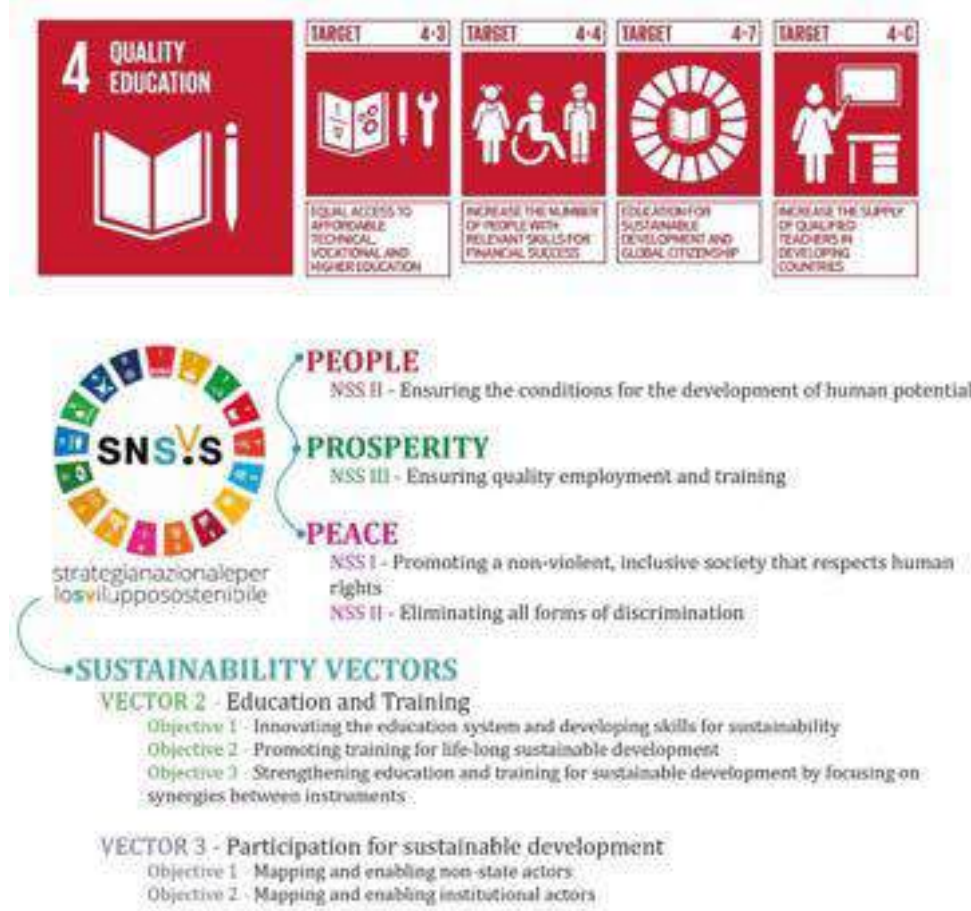 4 QUALITY
EDUCATION
TARGET 4·3
EQUAL ACCESS TO
AFFORDABLE
TECHNICAL,
VOCATIONAL AND
HIGHER EDUCATION
TARGET 4·4
INCREASE THE NUMBER
OF PEOPLE WITH
RELEVANT SKILLS FOR
FINANCIAL SUCCESS
TARGET 4·7
EDUCATION FOR
SUSTAINABLE
DEVELOPMENT AND
GLOBAL CITIZENSHIP
TARGET 4·C
INCREASE THE SUPPLY
OF QUALIFIED
TEACHERS IN
DEVELOPING
COUNTRIES
SNSVS
strategianazionaleper
losvilupposostenibile
PEOPLE
NSS II - Ensuring the conditions for the development of human potential
PROSPERITY
NSS III - Ensuring quality employment and training
PEACE
NSS I - Promoting a non-violent, inclusive society that respects human
rights
NSS II - Eliminating all forms of discrimination
SUSTAINABILITY VECTORS
VECTOR 2 - Education and Training
Objective 1 - Innovating the education system and developing skills for sustainability
Objective 2 - Promoting training for life-long sustainable development
Objective 3 - Strengthening education and training for sustainable development by focusing on
synergies between instruments
VECTOR 3 - Participation for sustainable development
Objective 1 - Mapping and enabling non-state actors
Objective 2 - Mapping and enabling institutional actors